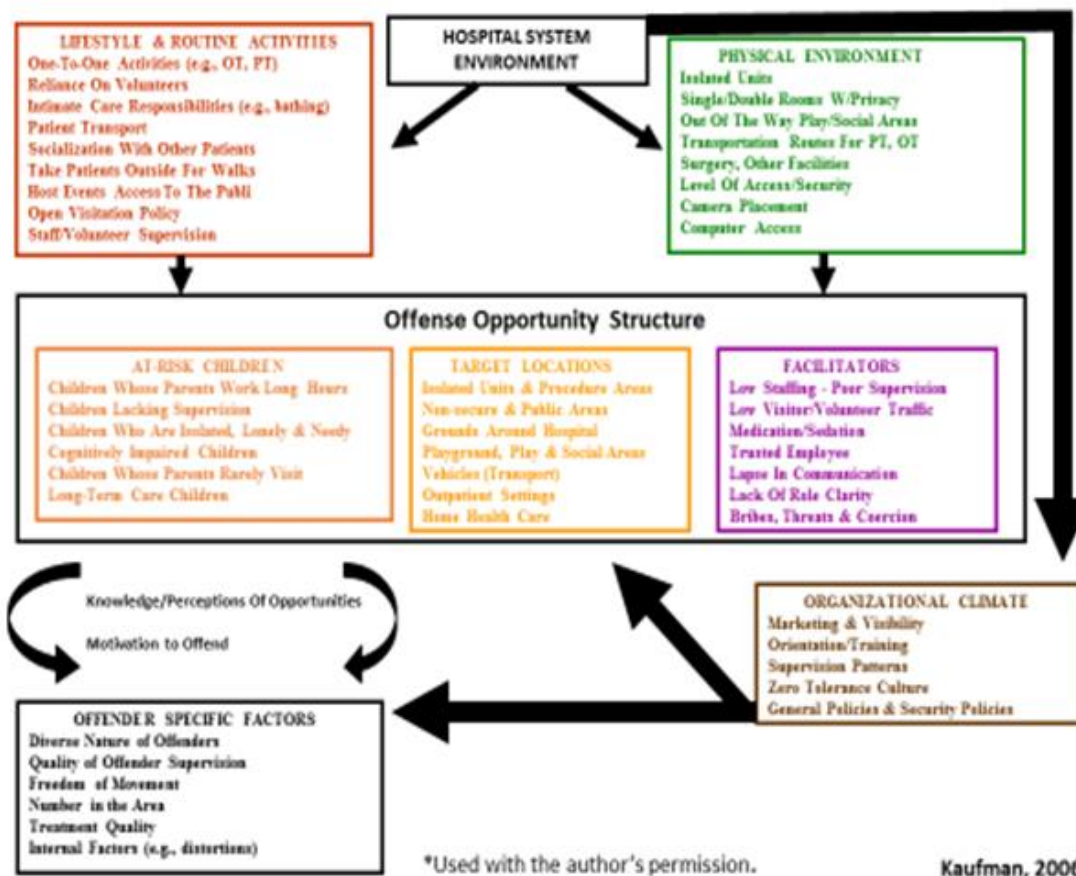 LIFESTYLE & ROUTINE ACTIVITIES
One-To-One Activities (e.g., OT, PT)
Reliance On Volunteers
Intimate Care Responsibilities (e.g., bathing)
Patient Transport
Socialization With Other Patients
Take Patients Outside For Walks
Host Events Access To The Publi
Open Visitation Policy
Staff/Volunteer Supervision
HOSPITAL SYSTEM
ENVIRONMENT
PHYSICAL ENVIRONMENT
Isolated Units
Single/Double Rooms W/Privacy
Out Of The Way Play/Social Areas
Transportation Routes For PT, OT
Surgery, Other Facilities
Level Of Access/Security
Camera Placement
Computer Access
Offense Opportunity Structure
AT-RISK CHILDREN
Children Whose Parents Work Long Hours
Children Lacking Supervision
Children Who Are Isolated, Lonely & Needy
Cognitively Impaired Children
Children Whose Parents Rarely Visit
Long-Term Care Children
TARGET LOCATIONS
Isolated Units & Procedure Areas
Non-secure & Public Areas
Grounds Around Hospital
Playground, Play & Social Areas
Vehicles (Transport)
Outpatient Settings
Home Health Care
FACILITATORS
Low Staffing - Poor Supervision
Low Visitor/Volunteer Traffic
Medication/Sedation
Trusted Employee
Lapse In Communication
Lack Of Role Clarity
Bribes, Threats & Coercion
Knowledge/Perceptions Of Opportunities
Motivation to Offend
ORGANIZATIONAL CLIMATE
Marketing & Visibility
Orientation/Training
Supervision Patterns
Zero Tolerance Culture
General Policies & Security Policies
OFFENDER SPECIFIC FACTORS
Diverse Nature of Offenders
Quality of Offender Supervision
Freedom of Movement
Number in the Area
Treatment Quality
Internal Factors (e.g., distortions)
*Used with the author's permission.
Kaufman, 2006